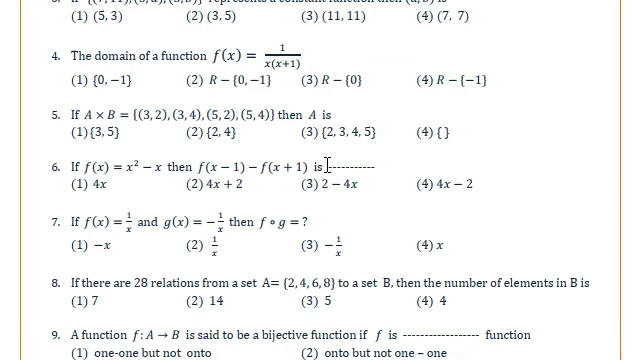 (1) (5, 3) (2) (3, 5) (3) (11, 11) (4) (7, 7)
4. The domain of a function f(x) = 1/x(x+1)
(1) {0, −1} (2) R − {0, −1} (3) R − {0} (4) R − {−1}
5. If A × B = {(3, 2), (3, 4), (5, 2), (5, 4)} then A is
(1) {3, 5} (2) {2, 4} (3) {2, 3, 4, 5} (4) { }
6. If f(x) = x² − x then f(x − 1) − f(x + 1) is -----------
(1) 4x (2) 4x + 2 (3) 2 − 4x (4) 4x − 2
7. If f(x) = 1/x and g(x) = −1/x then f ∘ g = ?
(1) −x (2) 1/x (3) −1/x (4) x
8. If there are 28 relations from a set A= {2, 4, 6, 8} to a set B, then the number of elements in B is
(1) 7 (2) 14 (3) 5 (4) 4
9. A function f: A → B is said to be a bijective function if f is ------------------- function
(1) one-one but not onto (2) onto but not one – one